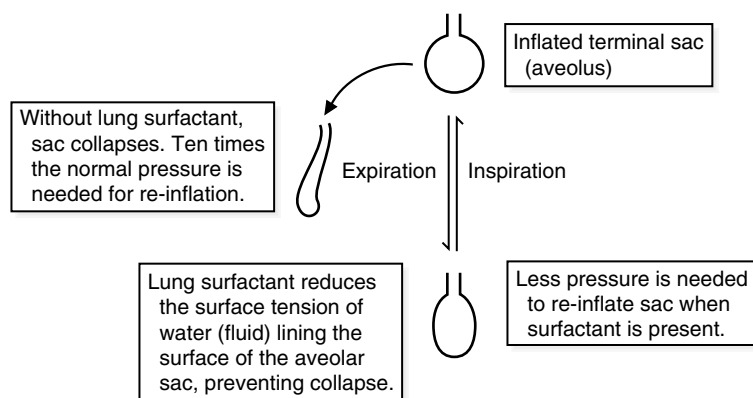 Inflated terminal sac
(aveolus)
Without lung surfactant,
sac collapses. Ten times
the normal pressure is
needed for re-inflation.
Expiration
Inspiration
Lung surfactant reduces
the surface tension of
water (fluid) lining the
surface of the aveolar
sac, preventing collapse.
Less pressure is needed
to re-inflate sac when
surfactant is present.